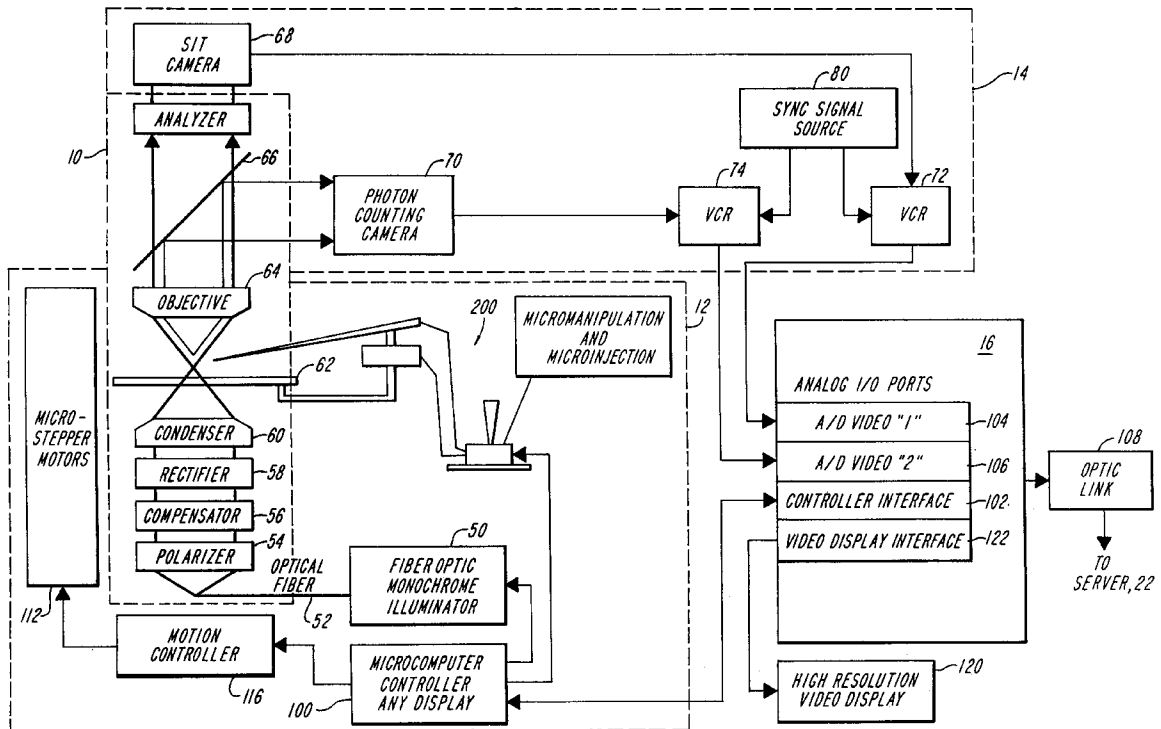 SIT
CAMERA
68
ANALYZER
10
66
70
PHOTON
COUNTING
CAMERA
80
SYNC SIGNAL
SOURCE
14
74
VCR
72
VCR
64
OBJECTIVE
200
MICROMANIPULATION
AND
MICROINJECTION
12
62
MICRO-
STEPPER
MOTORS
CONDENSER
60
RECTIFIER
58
COMPENSATOR
56
POLARIZER
54
OPTICAL
FIBER
52
50
FIBER OPTIC
MONOCHROME
ILLUMINATOR
112
MOTION
CONTROLLER
116
MICROCOMPUTER
CONTROLLER
ANY DISPLAY
100
16
ANALOG I/O PORTS
A/D VIDEO "1"
104
A/D VIDEO "2"
106
CONTROLLER INTERFACE
102
VIDEO DISPLAY INTERFACE
122
108
OPTIC
LINK
TO
SERVER, 22
HIGH RESOLUTION
VIDEO DISPLAY
120